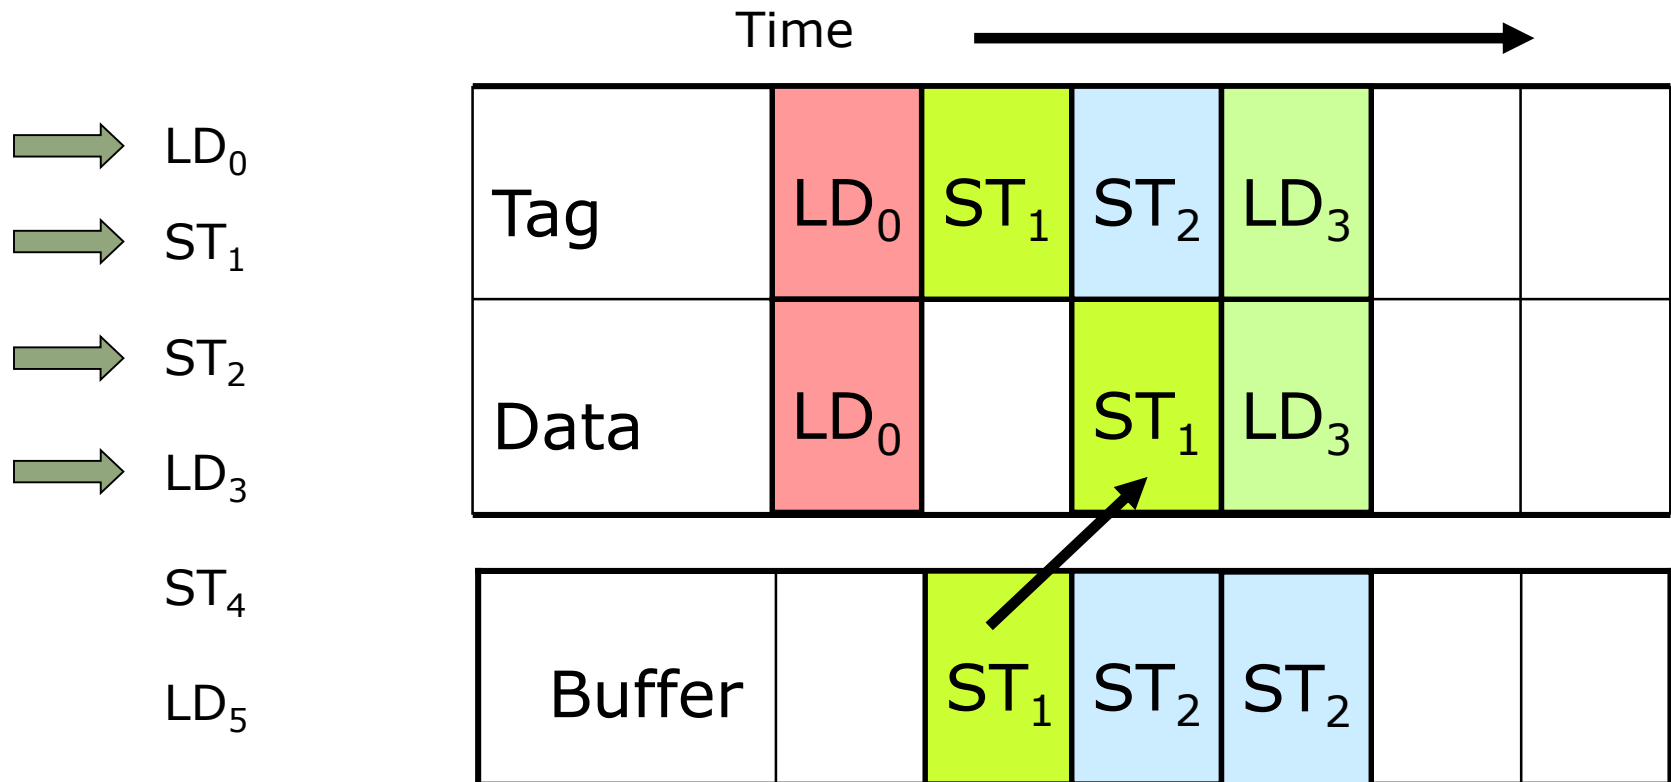 Time
LD₀
ST₁
ST₂
LD₃
ST₄
LD₅
Tag LD₀ ST₁ ST₂ LD₃
Data LD₀ ST₁ LD₃
Buffer ST₁ ST₂ ST₂